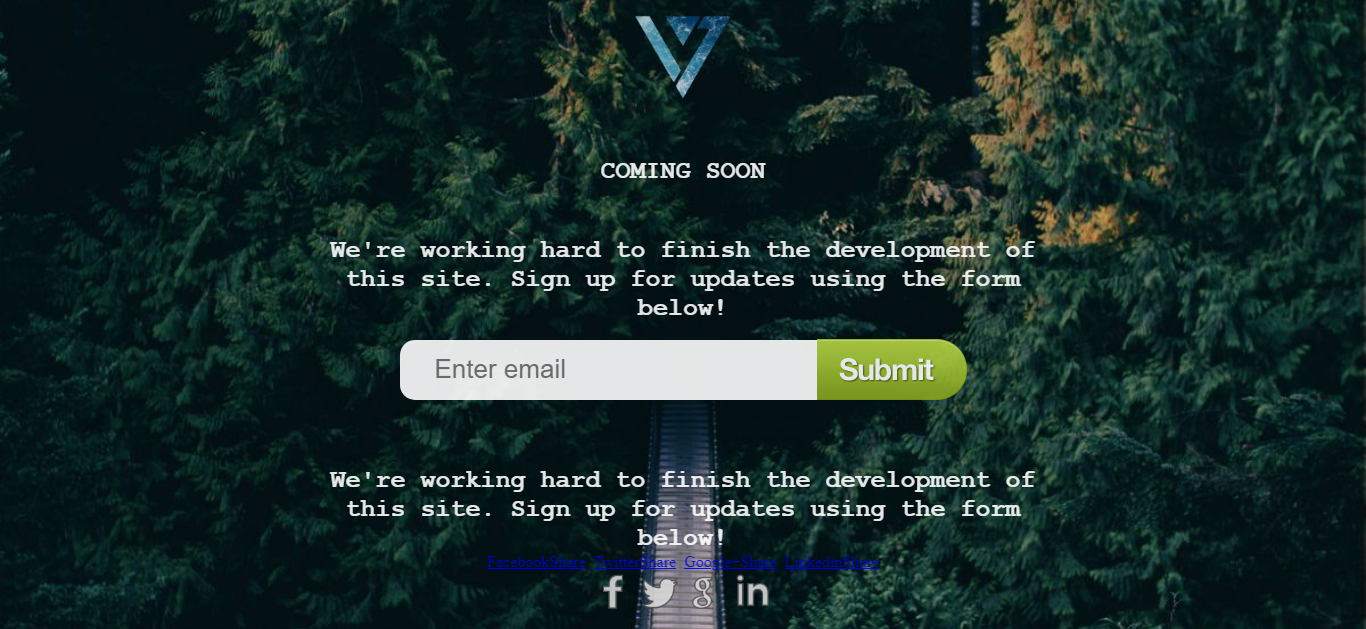 COMING SOON
We're working hard to finish the development of
this site. Sign up for updates using the form
below!
Enter email
Submit
We're working hard to finish the development of
this site. Sign up for updates using the form
below!
FacebookShare TwitterShare Google+Share LinkedinShare
f g in